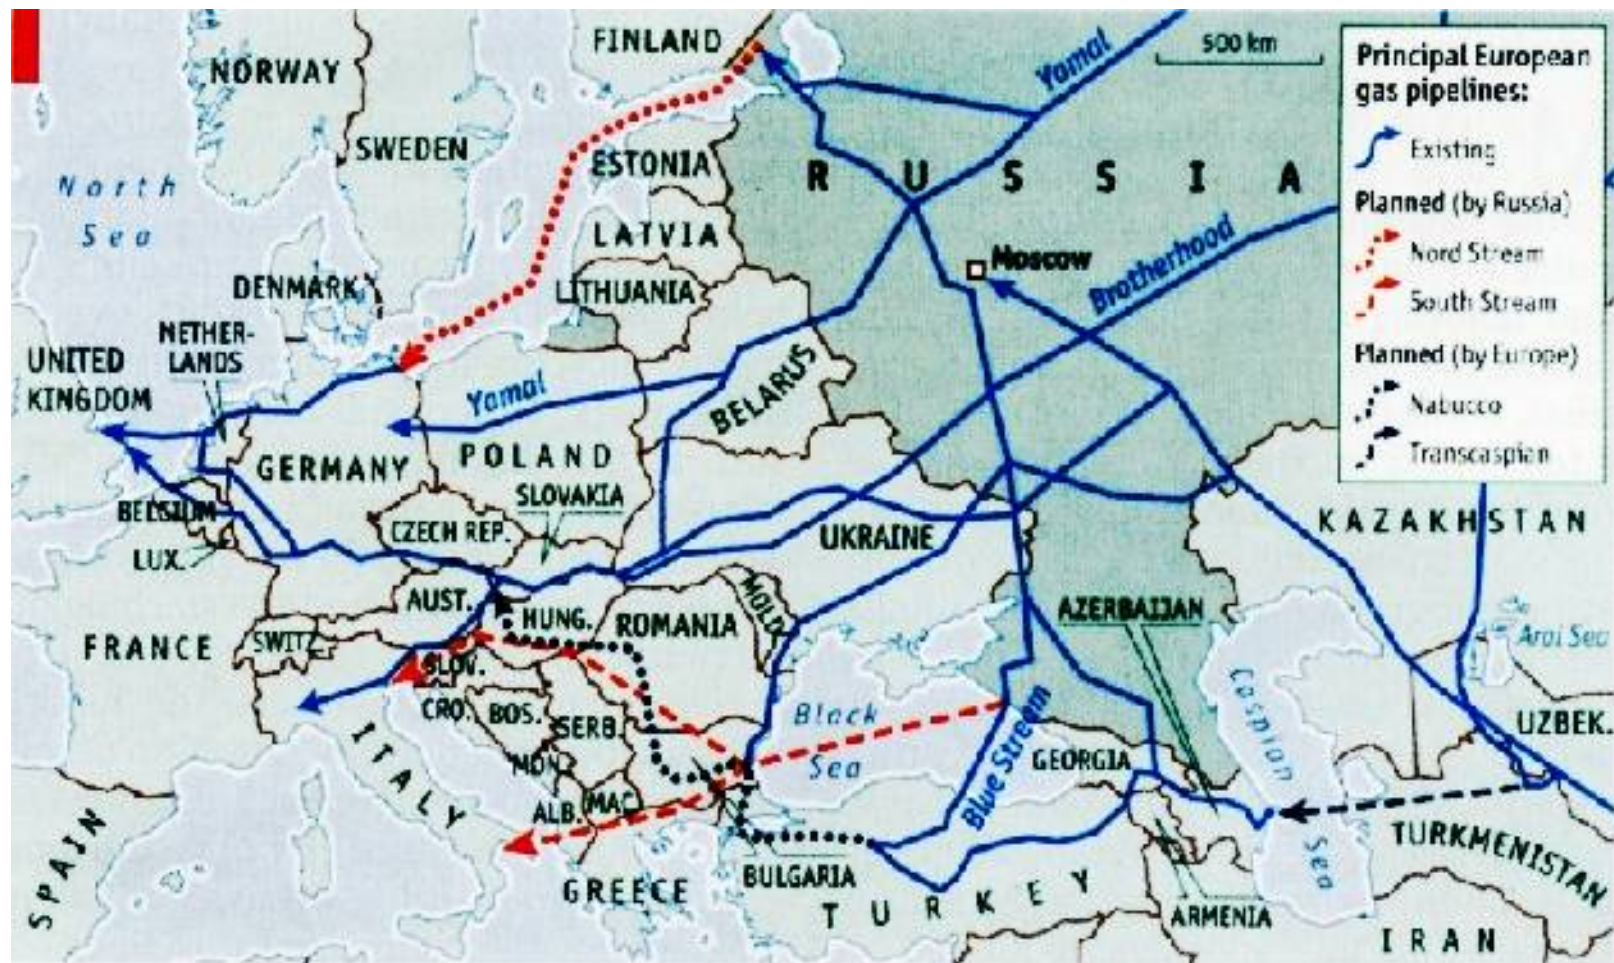 FINLAND
NORWAY
SWEDEN
ESTONIA
LATVIA
LITHUANIA
North
Sea
DENMARK
NETHER-
LANDS
UNITED
KINGDOM
RUSSIA
Moscow
Yamal
Brotherhood
500 km
Principal European
gas pipelines:
Existing
Planned (by Russia)
Nord Stream
South Stream
Planned (by Europe)
Nabucco
Transcaspian
Yamal
BELARUS
GERMANY
POLAND
SLOVAKIA
BELGIUM
LUX.
CZECH REP.
UKRAINE
KAZAKHSTAN
AUST.
HUNG.
ROMANIA
MOLD.
AZERBAIJAN
Aral Sea
FRANCE
SWITZ.
SLOV.
CRO.
BOS.
SERB.
MON.
ALB.
MAC.
ITALY
Black
Sea
Blue Stream
GEORGIA
Caspian
Sea
UZBEK.
TURKMENISTAN
SPAIN
GREECE
BULGARIA
TURKEY
ARMENIA
IRAN